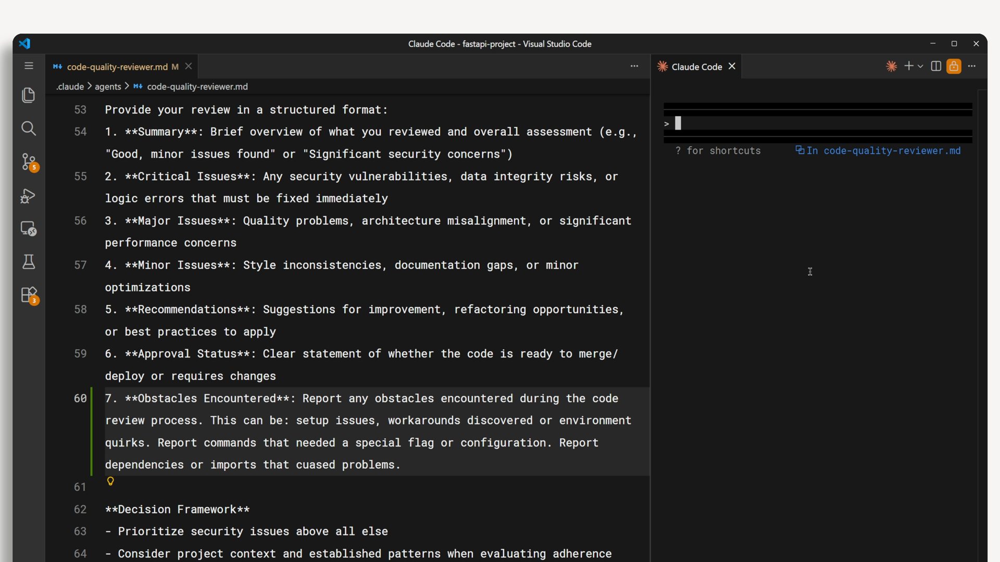 Claude Code - fastapi-project - Visual Studio Code
code-quality-reviewer.md M
Claude Code
.claude > agents > code-quality-reviewer.md
53 Provide your review in a structured format:
54 1. **Summary**: Brief overview of what you reviewed and overall assessment (e.g.,
"Good, minor issues found" or "Significant security concerns")
55 2. **Critical Issues**: Any security vulnerabilities, data integrity risks, or
logic errors that must be fixed immediately
56 3. **Major Issues**: Quality problems, architecture misalignment, or significant
performance concerns
57 4. **Minor Issues**: Style inconsistencies, documentation gaps, or minor
optimizations
58 5. **Recommendations**: Suggestions for improvement, refactoring opportunities,
or best practices to apply
59 6. **Approval Status**: Clear statement of whether the code is ready to merge/
deploy or requires changes
60 7. **Obstacles Encountered**: Report any obstacles encountered during the code
review process. This can be: setup issues, workarounds discovered or environment
quirks. Report commands that needed a special flag or configuration. Report
dependencies or imports that cuased problems.
61
62 **Decision Framework**
63 - Prioritize security issues above all else
64 - Consider project context and established patterns when evaluating adherence
>
? for shortcuts
In code-quality-reviewer.md
5
3